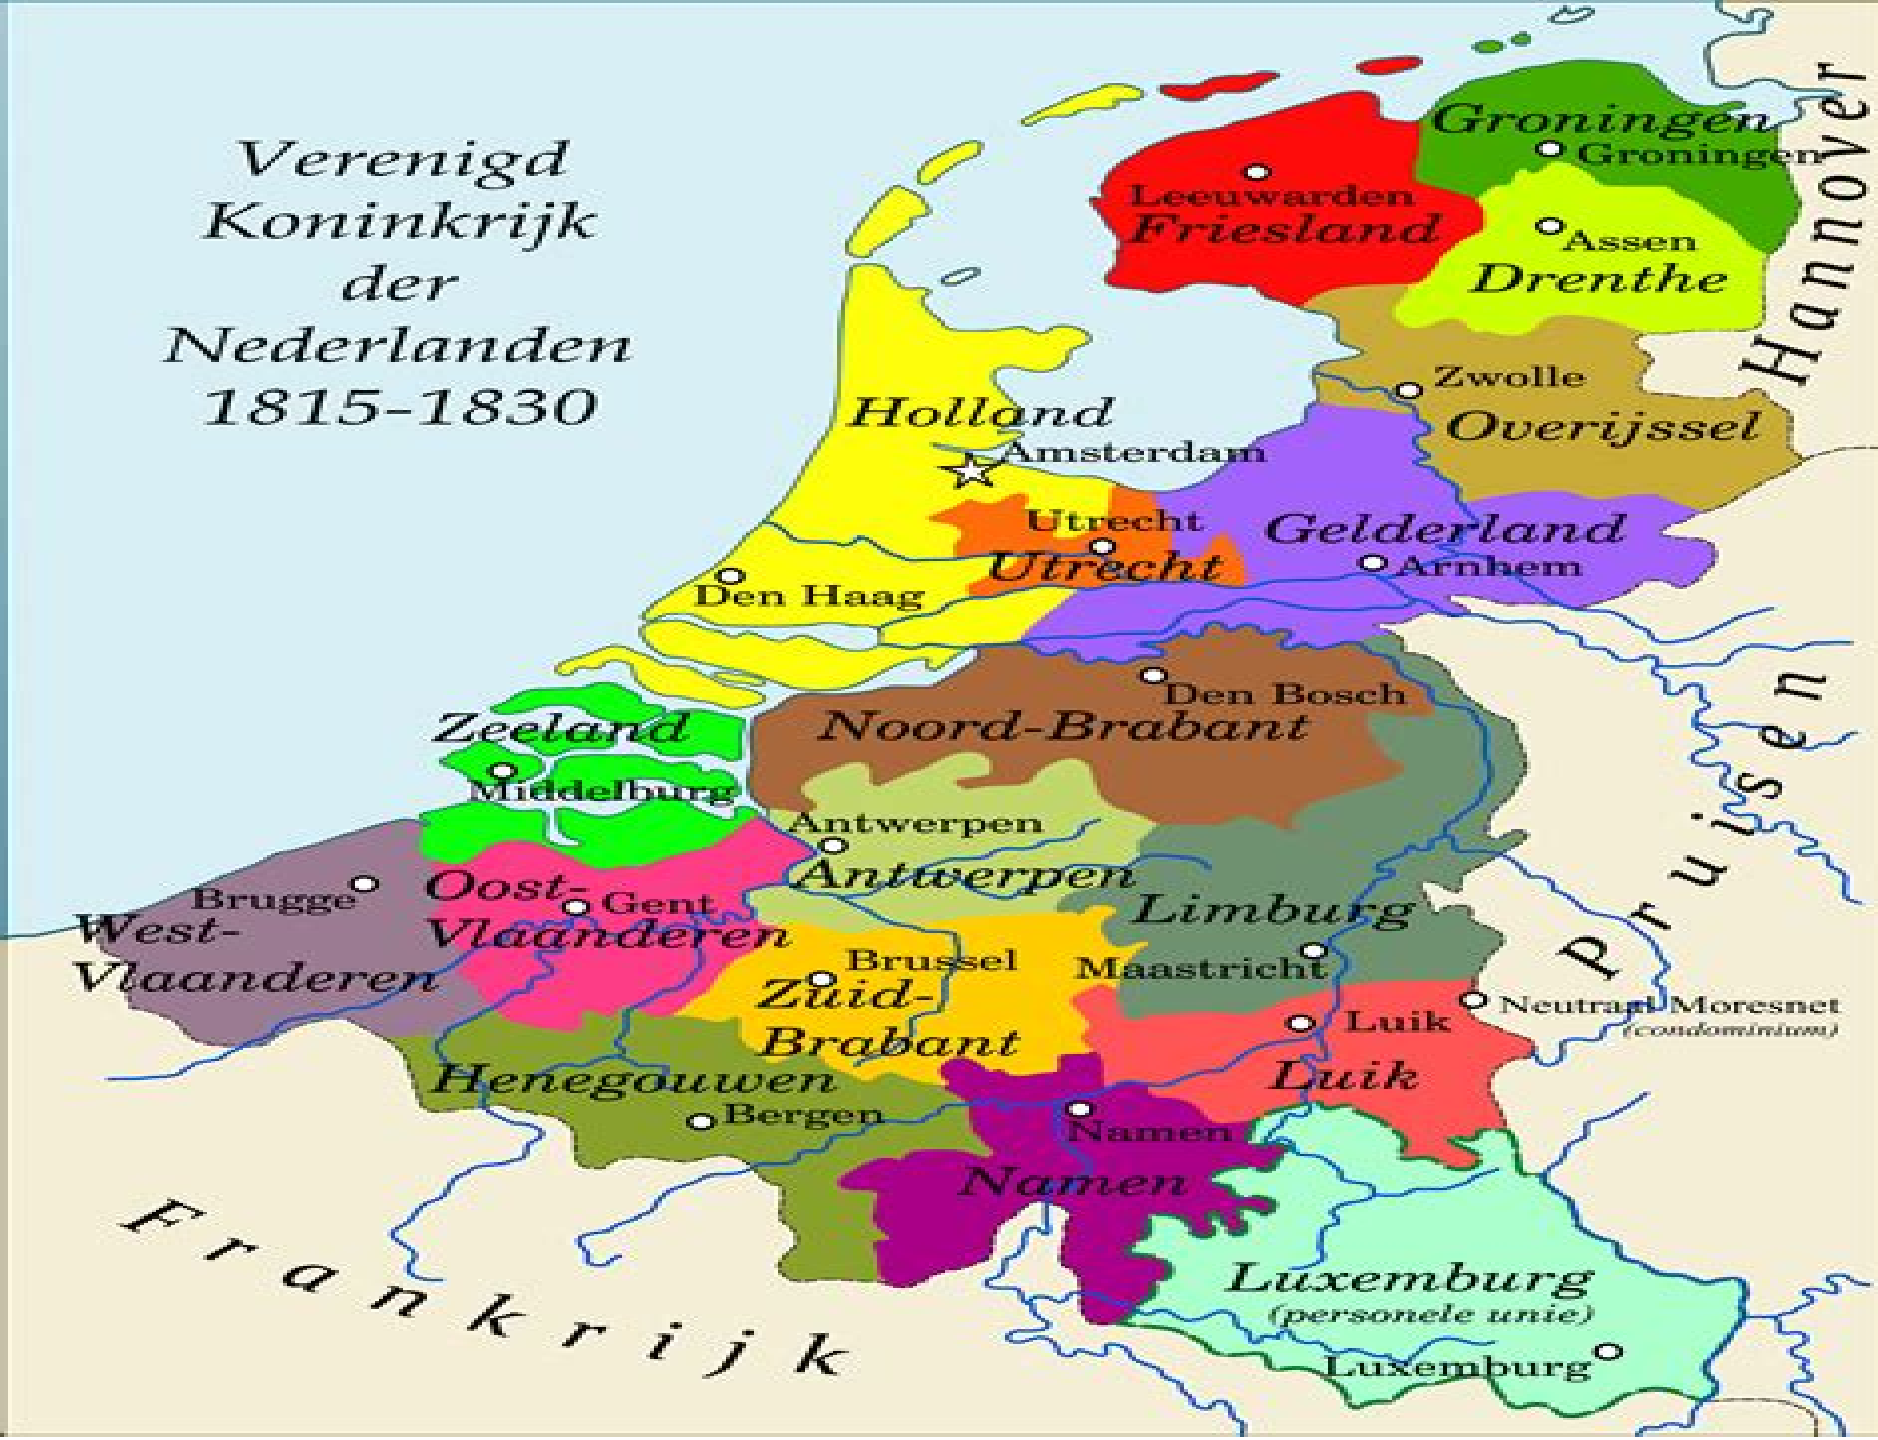 Verenigd
Koninkrijk
der
Nederlanden
1815-1830
Groningen
Groningen
Leeuwarden
Friesland
Assen
Drenthe
Hannover
Zwolle
Overijssel
Holland
Amsterdam
Utrecht
Utrecht
Gelderland
Arnhem
Den Haag
Den Bosch
Noord-Brabant
Zeeland
Middelburg
Pruisen
Antwerpen
Antwerpen
Brugge
West-
Vlaanderen
Oost-
Gent
Vlaanderen
Limburg
Maastricht
Brussel
Zuid-
Brabant
Neutraal Moresnet
(condominium)
Luik
Luik
Henegouwen
Bergen
Namen
Namen
Frankrijk
Luxemburg
(personele unie)
Luxemburg